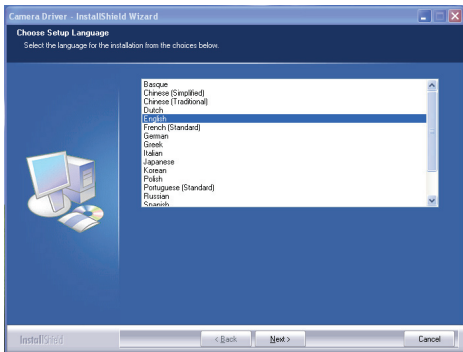 Camera Driver - InstallShield Wizard
Choose Setup Language
Select the language for the installation from the choices below.
Basque
Chinese (Simplified)
Chinese (Traditional)
Dutch
English
French (Standard)
German
Greek
Italian
Japanese
Korean
Polish
Portuguese (Standard)
Russian
Spanish
InstallShield
< Back
Next >
Cancel